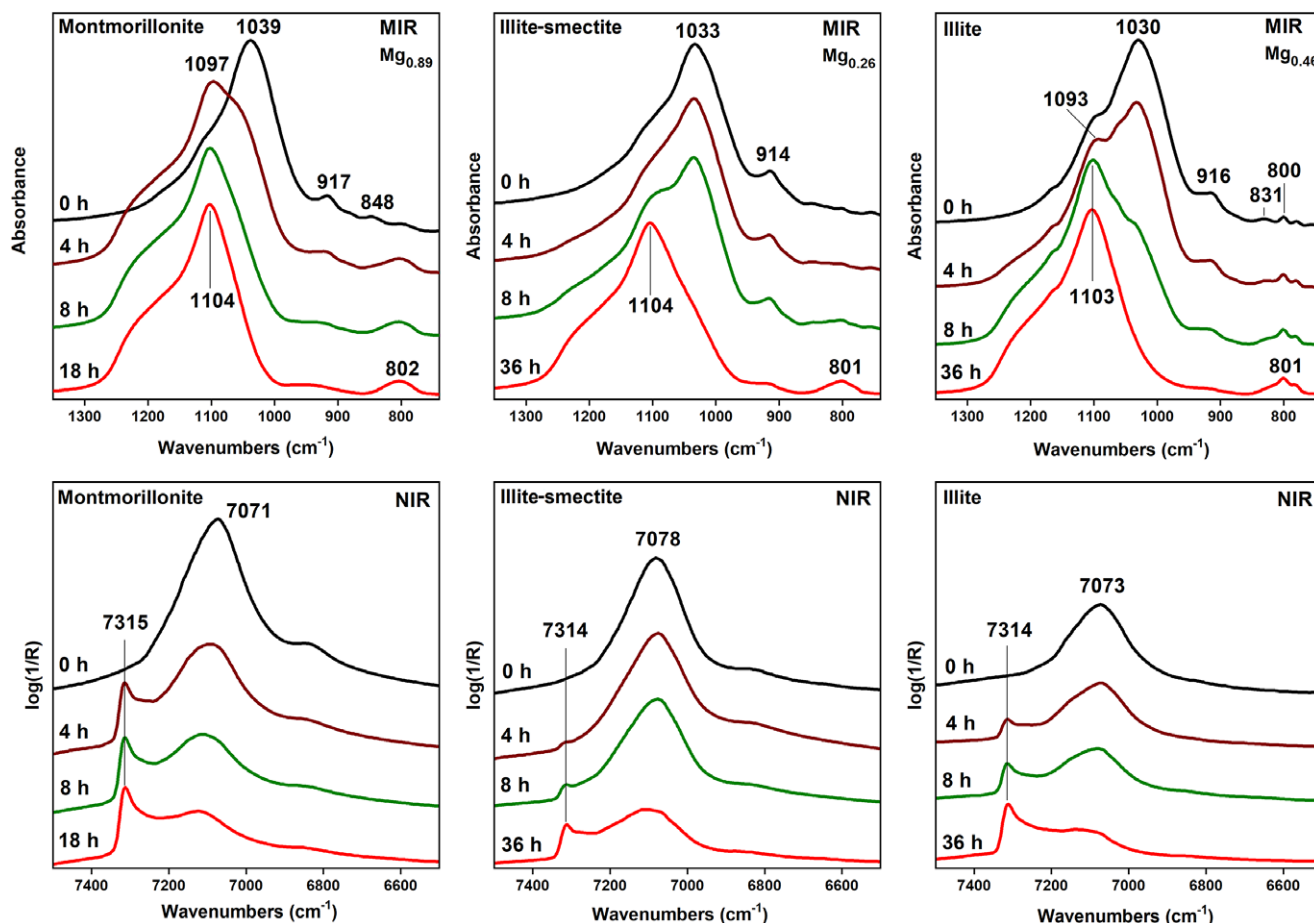 Montmorillonite 1039 MIR
Mg0.89
1097
917
848
0 h
4 h
8 h
1104
18 h
802
Absorbance
1300 1200 1100 1000 900 800
Wavenumbers (cm-1)
Illite-smectite 1033 MIR
Mg0.26
914
0 h
4 h
8 h
1104
36 h
801
Absorbance
1300 1200 1100 1000 900 800
Wavenumbers (cm-1)
Illite 1030 MIR
Mg0.46
1093
916
831
800
0 h
4 h
1103
8 h
36 h
801
Absorbance
1300 1200 1100 1000 900 800
Wavenumbers (cm-1)
Montmorillonite NIR
7071
7315
0 h
4 h
8 h
18 h
log(1/R)
7400 7200 7000 6800 6600
Wavenumbers (cm-1)
Illite-smectite NIR
7078
7314
0 h
4 h
8 h
36 h
log(1/R)
7400 7200 7000 6800 6600
Wavenumbers (cm-1)
Illite NIR
7073
7314
0 h
4 h
8 h
36 h
log(1/R)
7400 7200 7000 6800 6600
Wavenumbers (cm-1)